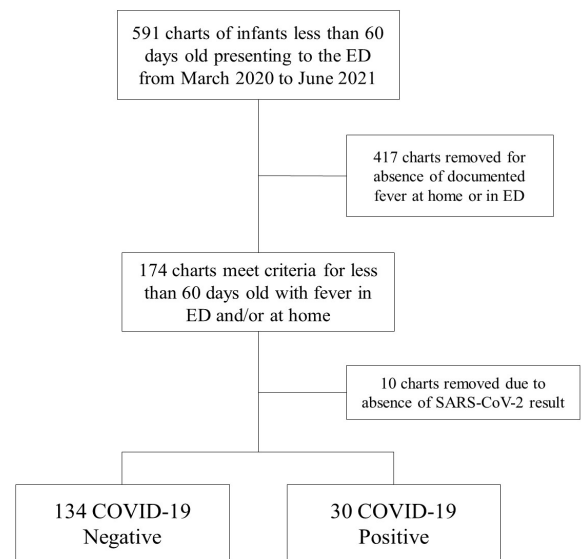 591 charts of infants less than 60
days old presenting to the ED
from March 2020 to June 2021
417 charts removed for
absence of documented
fever at home or in ED
174 charts meet criteria for less
than 60 days old with fever in
ED and/or at home
10 charts removed due to
absence of SARS-CoV-2 result
134 COVID-19
Negative
30 COVID-19
Positive